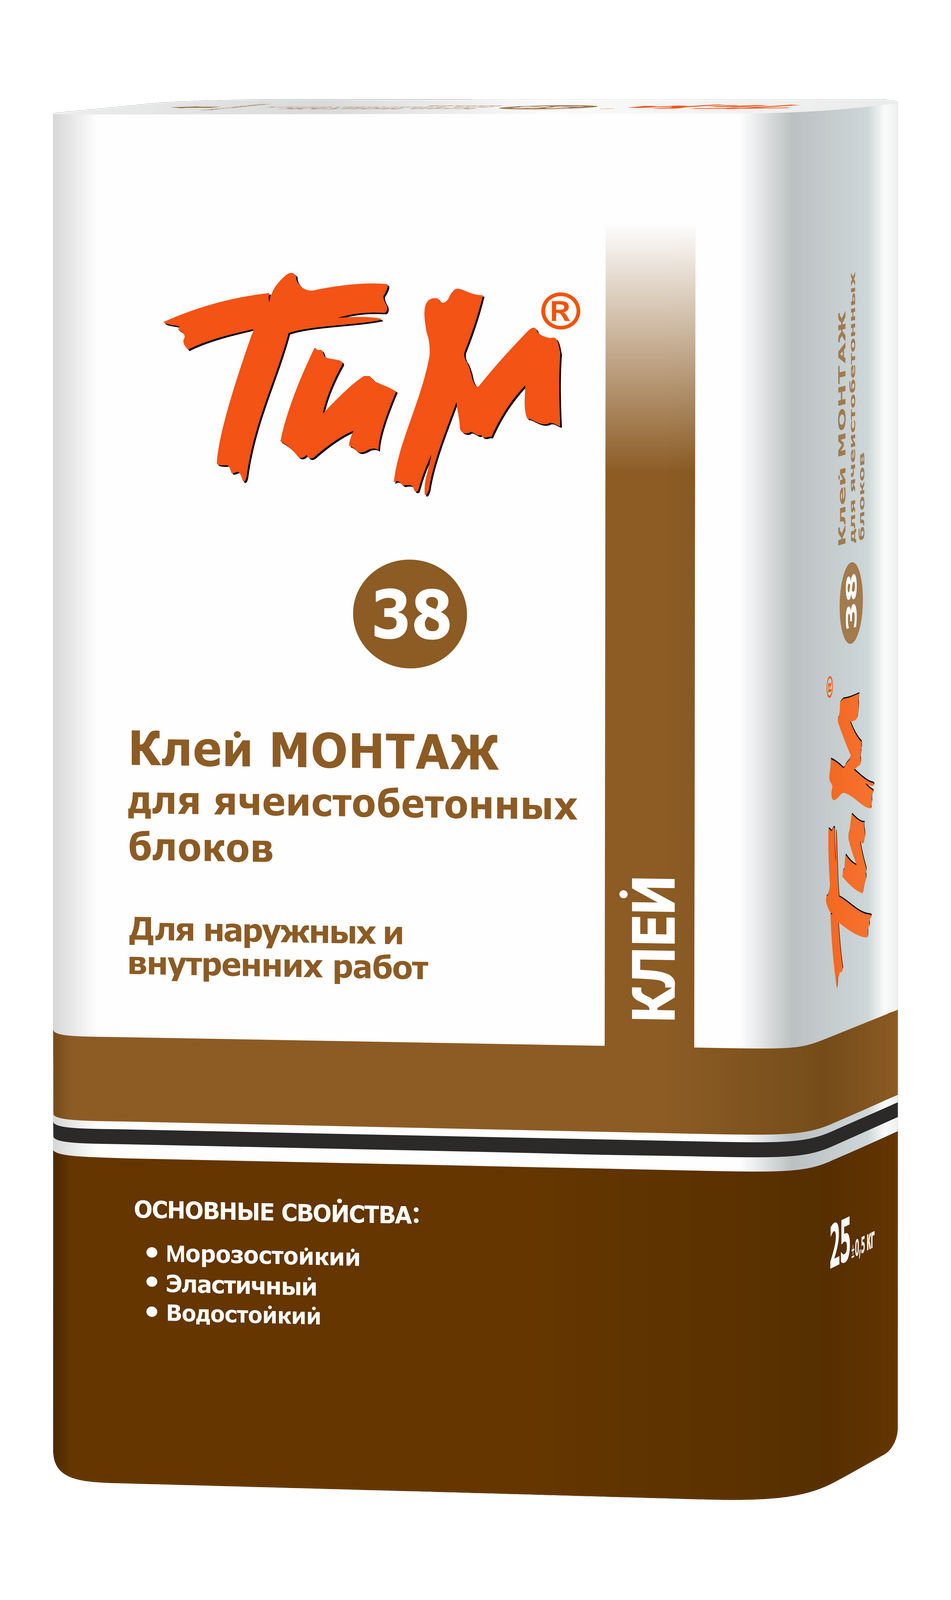 ТиМ®
38
Клей МОНТАЖ
для ячеистобетонных
блоков
Для наружных и
внутренних работ
КЛЕЙ
ОСНОВНЫЕ СВОЙСТВА:
• Морозостойкий
• Эластичный
• Водостойкий
ТиМ®
38
Клей МОНТАЖ
для ячеистобетонных
блоков
25±0,5 кг